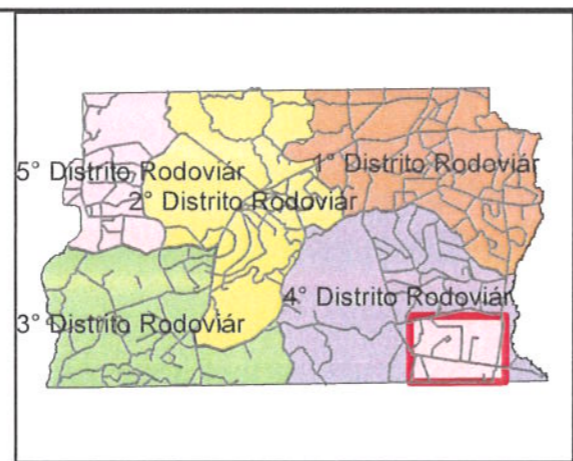 5° Distrito Rodoviár
1° Distrito Rodoviár
2° Distrito Rodoviár
4° Distrito Rodoviár
3° Distrito Rodoviár